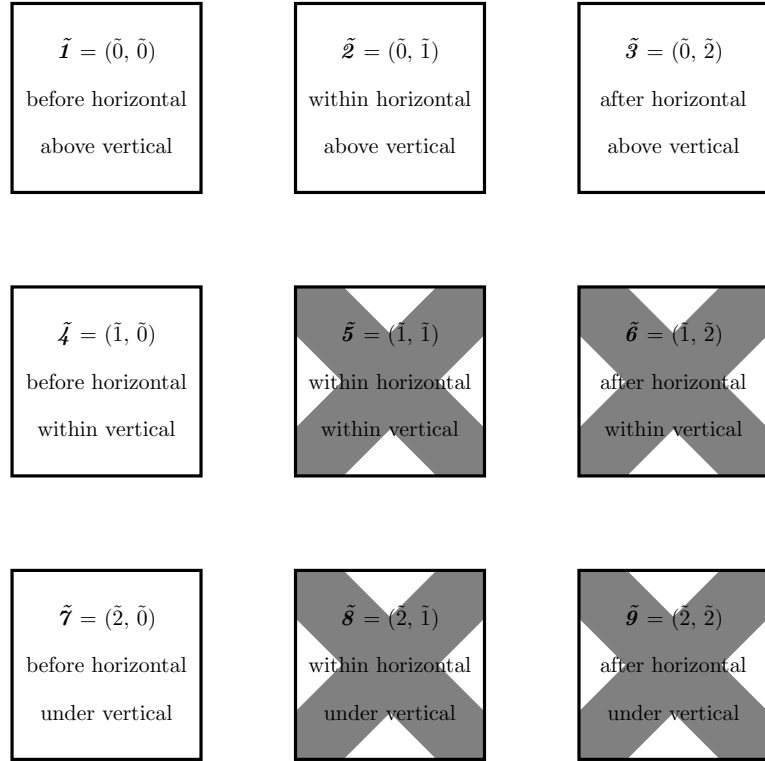 1̃ = (0̃, 0̃)
before horizontal
above vertical
2̃ = (0̃, 1̃)
within horizontal
above vertical
3̃ = (0̃, 2̃)
after horizontal
above vertical
4̃ = (1̃, 0̃)
before horizontal
within vertical
5̃ = (1̃, 1̃)
within horizontal
within vertical
6̃ = (1̃, 2̃)
after horizontal
within vertical
7̃ = (2̃, 0̃)
before horizontal
under vertical
8̃ = (2̃, 1̃)
within horizontal
under vertical
9̃ = (2̃, 2̃)
after horizontal
under vertical